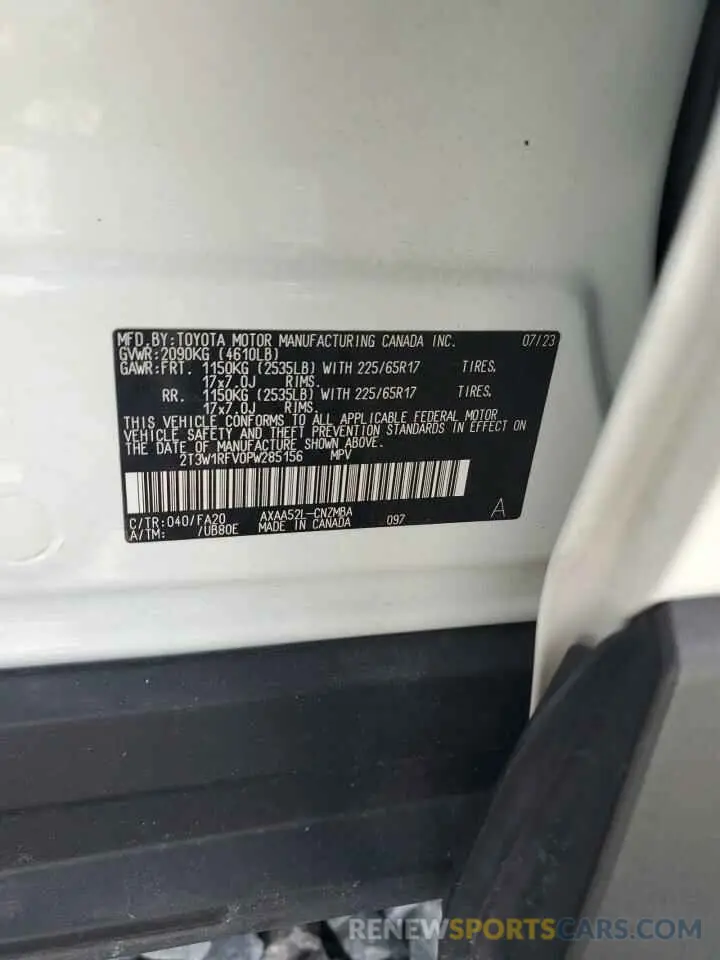 MFD.BY:TOYOTA MOTOR MANUFACTURING CANADA INC. 07/23
GVWR:2090KG (4610LB)
GAWR:FRT. 1150KG (2535LB) WITH 225/65R17 TIRES,
17x7.0J RIMS.
RR. 1150KG (2535LB) WITH 225/65R17 TIRES,
17x7.0J RIMS.
THIS VEHICLE CONFORMS TO ALL APPLICABLE FEDERAL MOTOR
VEHICLE SAFETY AND THEFT PREVENTION STANDARDS IN EFFECT ON
THE DATE OF MANUFACTURE SHOWN ABOVE.
2T3W1RFV0PW285156 MPV
C/TR:040/FA20 AXAA52L-CNZMBA
A/TM: /UB80E MADE IN CANADA 097 A
RENEWSPORTSCARS.COM